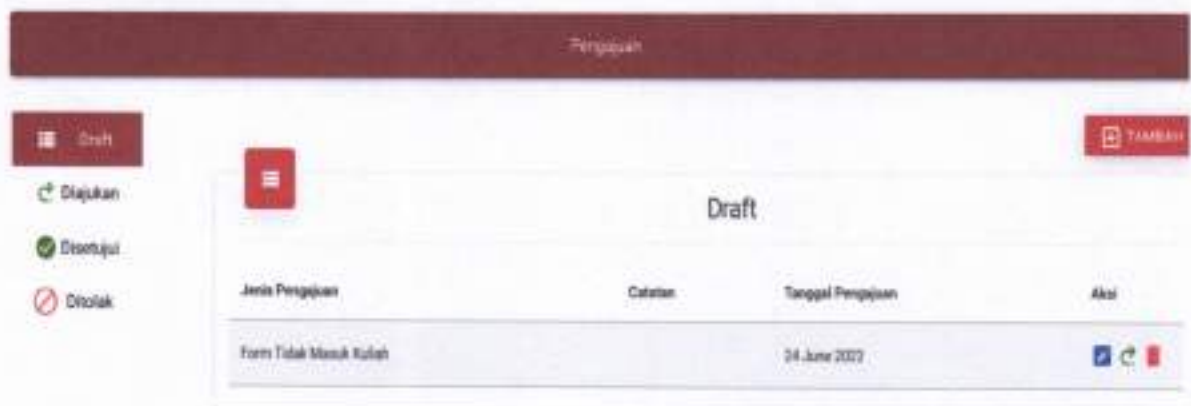 Pengajuan
Draft
TAMBAH
Diajukan
Disetujui
Ditolak
Draft
Jenis Pengajuan Catatan Tanggal Pengajuan Aksi
Form Tidak Masuk Kuliah 24 June 2022